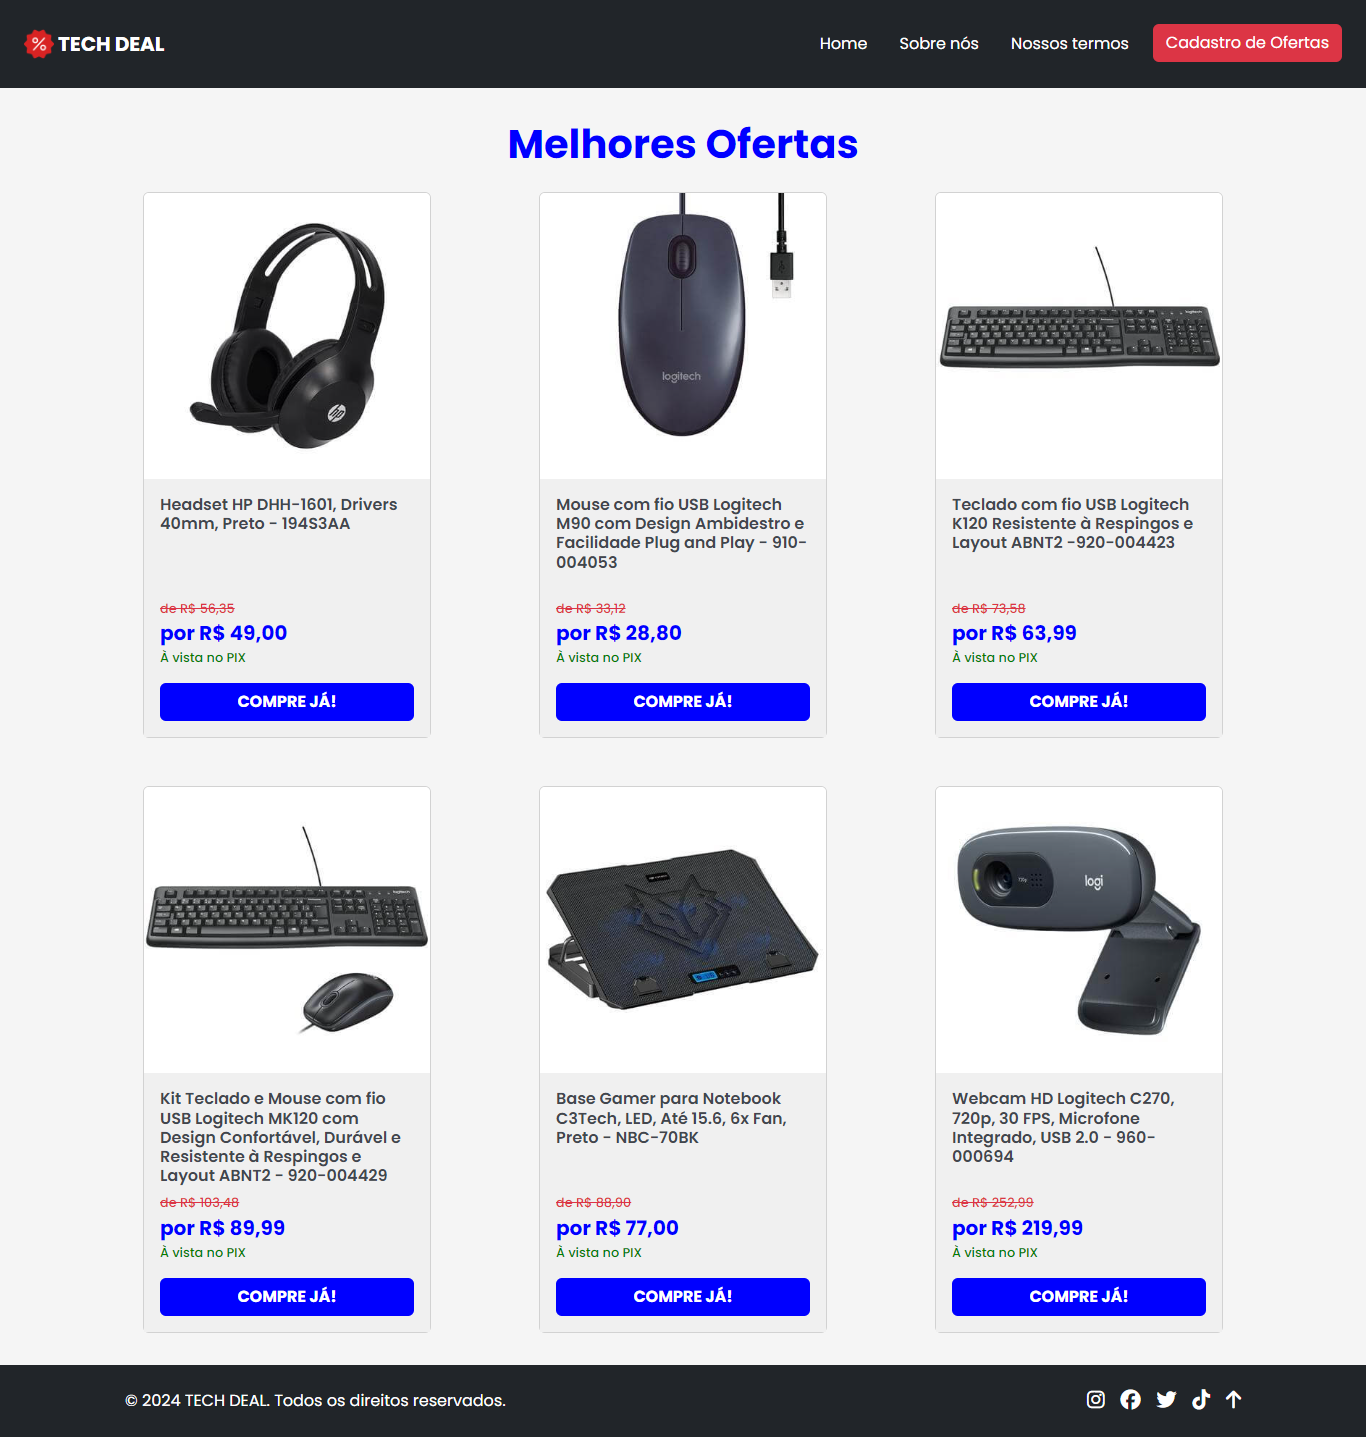 TECH DEAL
Home
Sobre nós
Nossos termos
Cadastro de Ofertas
Melhores Ofertas
logitech
logitech
Headset HP DHH-1601, Drivers
40mm, Preto - 194S3AA
de R$ 56,35
por R$ 49,00
À vista no PIX
COMPRE JÁ!
Mouse com fio USB Logitech
M90 com Design Ambidestro e
Facilidade Plug and Play - 910-
004053
de R$ 33,12
por R$ 28,80
À vista no PIX
COMPRE JÁ!
Teclado com fio USB Logitech
K120 Resistente à Respingos e
Layout ABNT2 -920-004423
de R$ 73,58
por R$ 63,99
À vista no PIX
COMPRE JÁ!
logitech
logi
720p
Kit Teclado e Mouse com fio
USB Logitech MK120 com
Design Confortável, Durável e
Resistente à Respingos e
Layout ABNT2 - 920-004429
de R$ 103,48
por R$ 89,99
À vista no PIX
COMPRE JÁ!
Base Gamer para Notebook
C3Tech, LED, Até 15.6, 6x Fan,
Preto - NBC-70BK
de R$ 88,90
por R$ 77,00
À vista no PIX
COMPRE JÁ!
Webcam HD Logitech C270,
720p, 30 FPS, Microfone
Integrado, USB 2.0 - 960-
000694
de R$ 252,99
por R$ 219,99
À vista no PIX
COMPRE JÁ!
© 2024 TECH DEAL. Todos os direitos reservados.